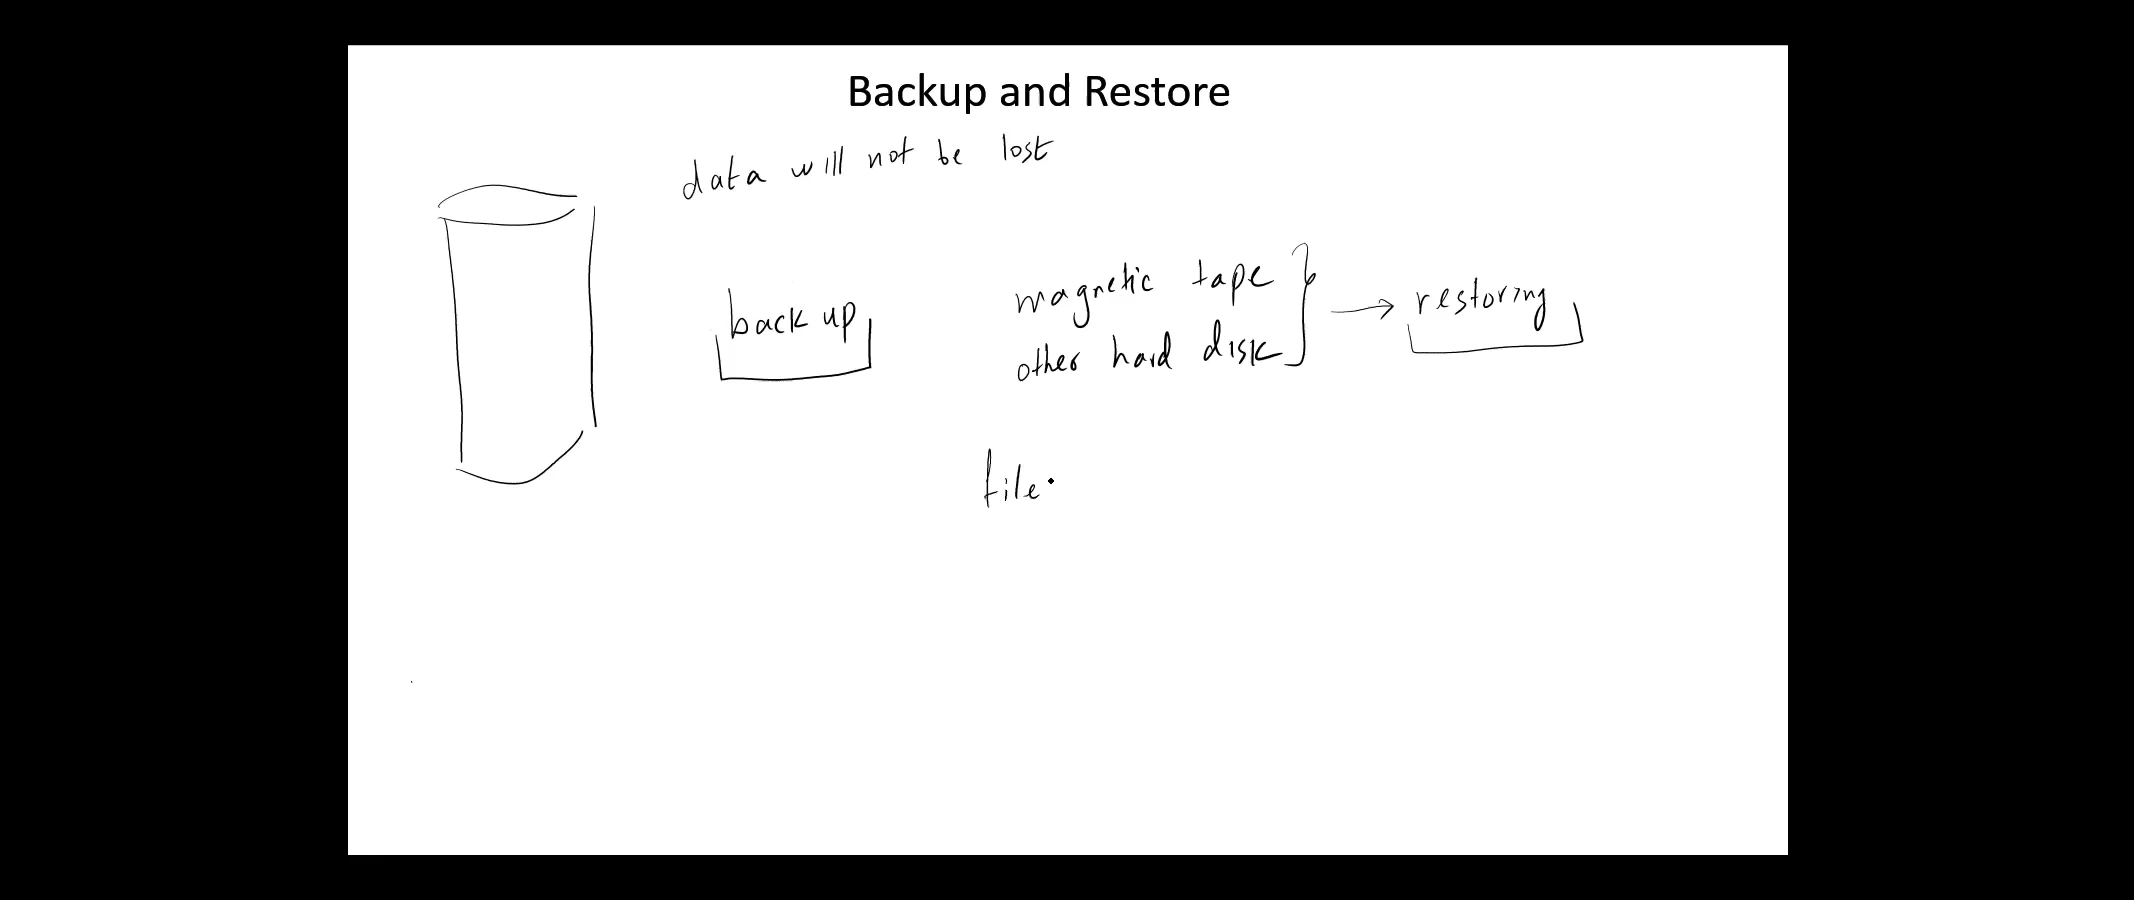 Backup and Restore
data will not be lost
back up
magnetic tape
other hard disk
restoring
file